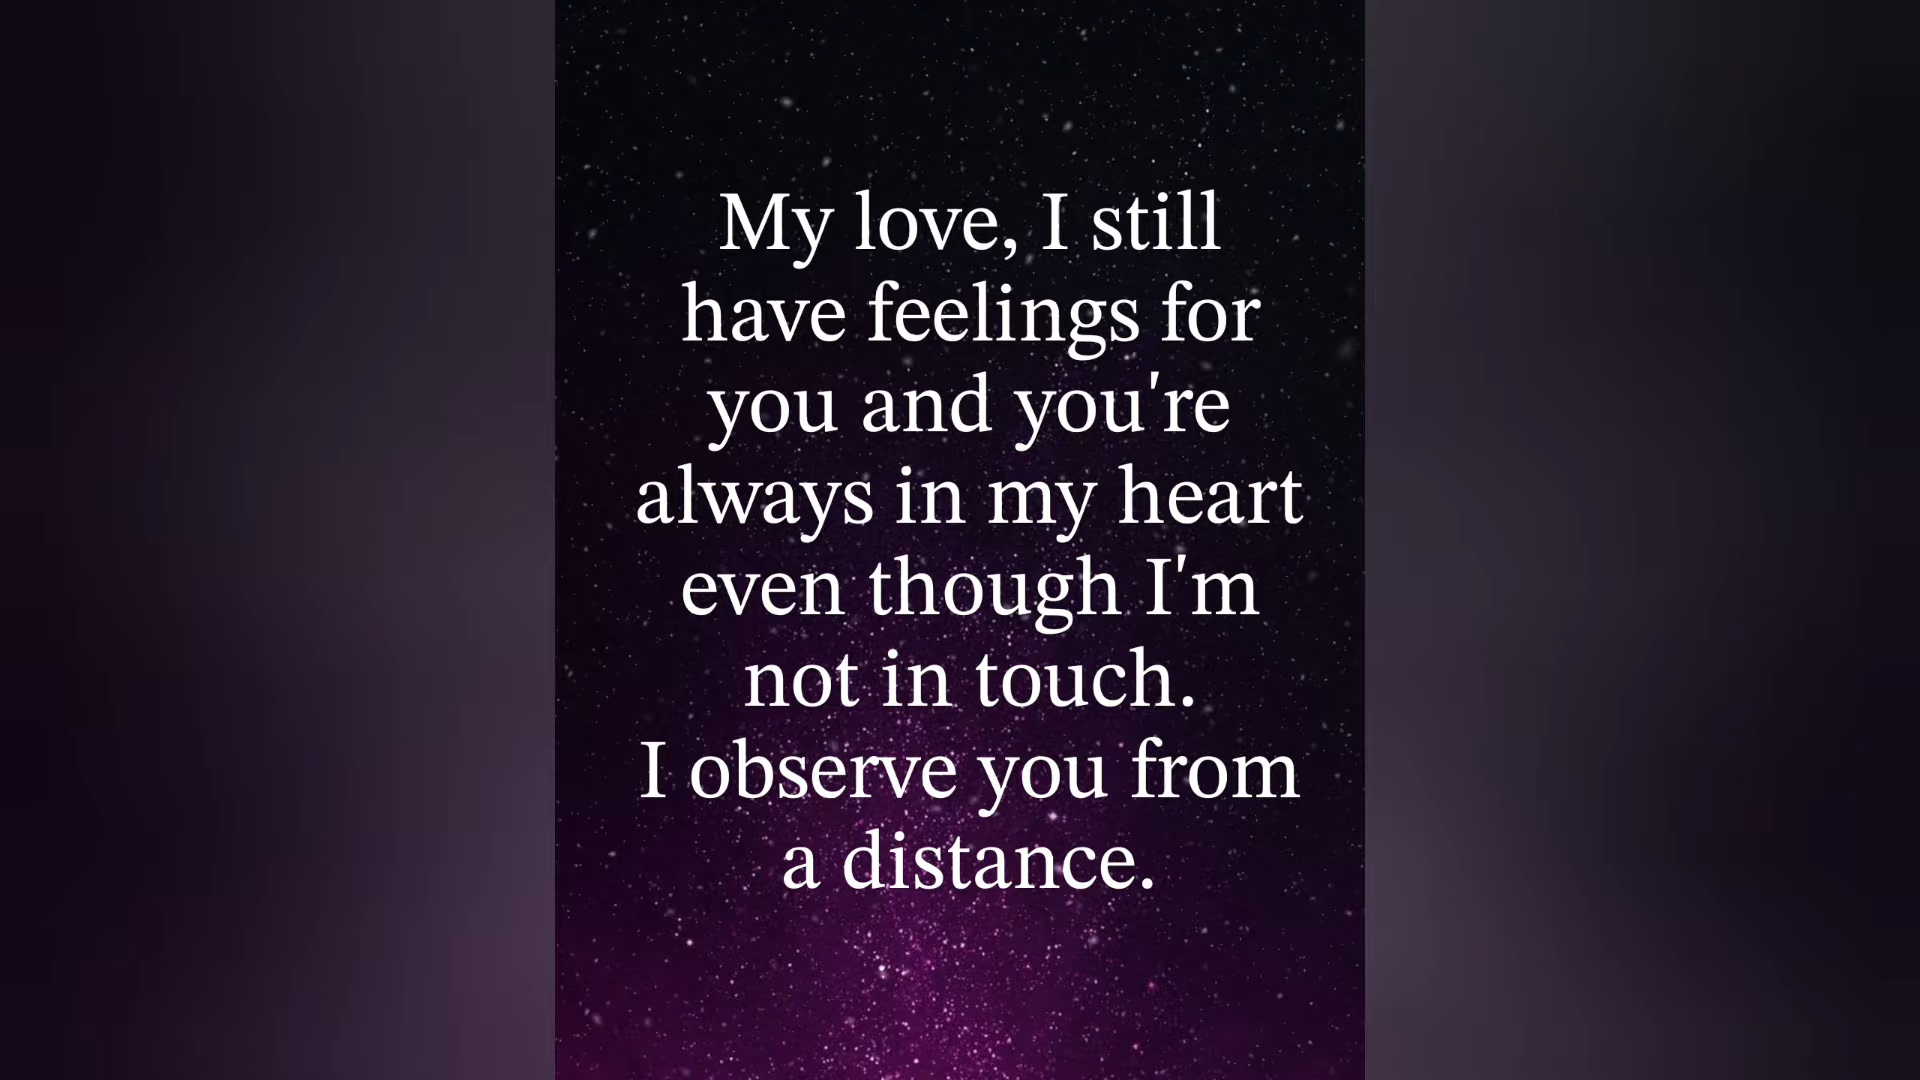 My love, I still
have feelings for
you and you're
always in my heart
even though I'm
not in touch.
I observe you from
a distance.